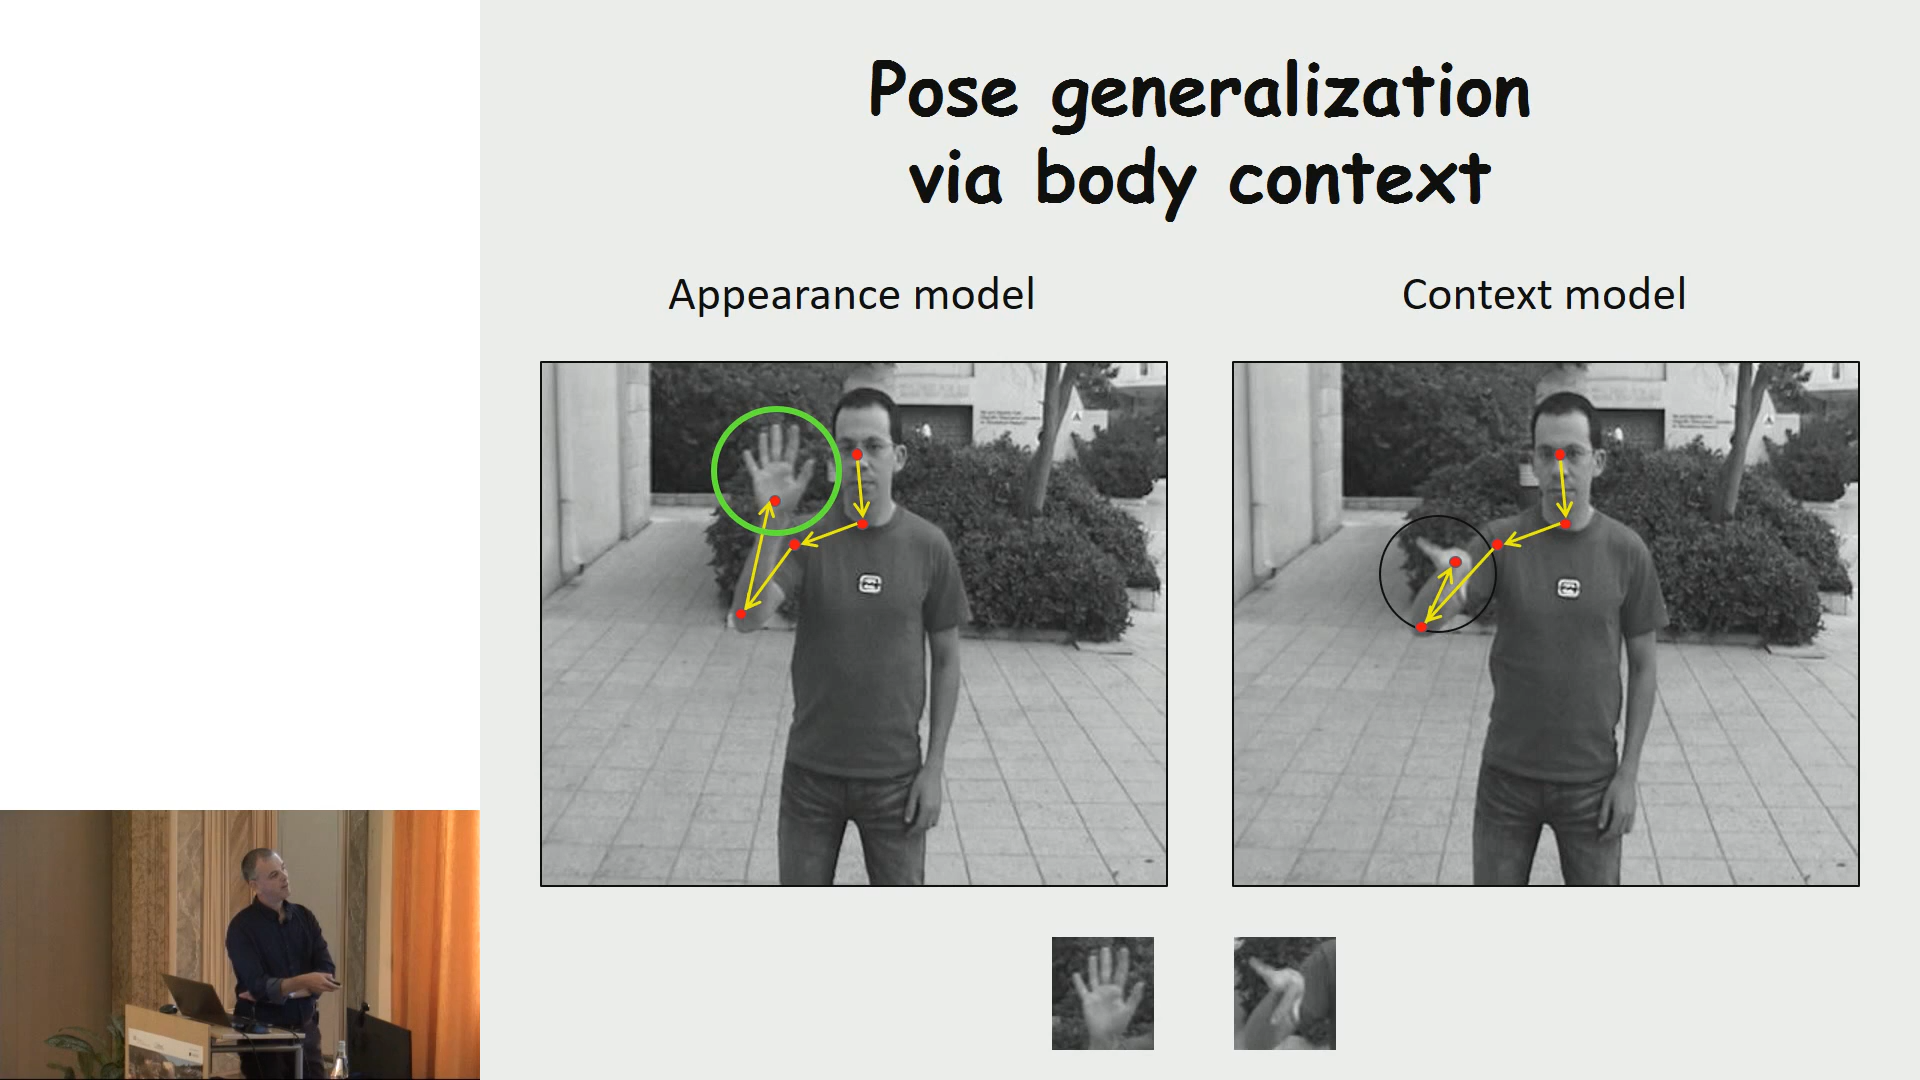 Pose generalization
via body context
Appearance model
Context model